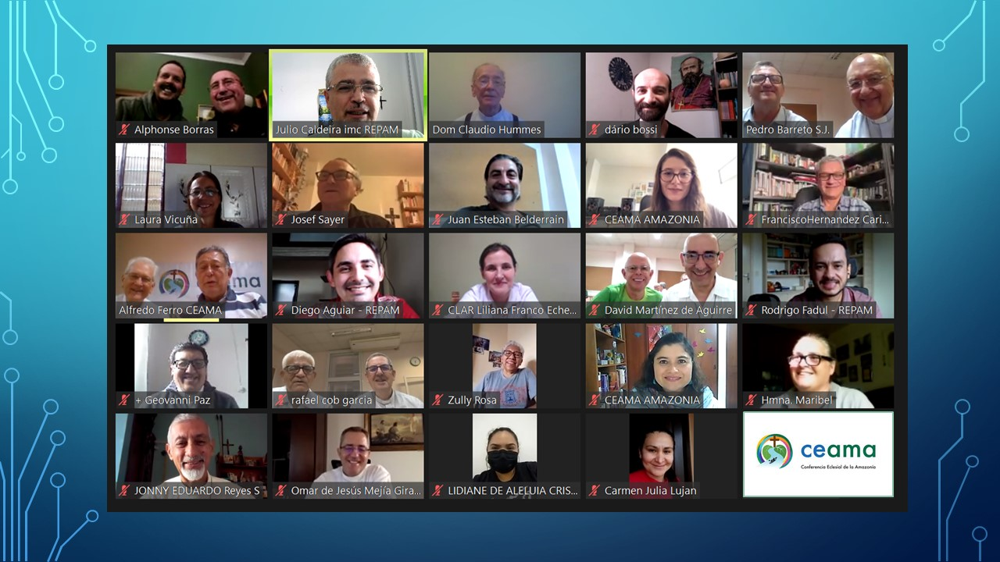 Alphonse Borras
Julio Caldeira imc REPAM
Dom Claudio Hummes
dário bossi
Pedro Barreto S.J.
Laura Vicuña
Josef Sayer
Juan Esteban Belderrain
CEAMA AMAZONIA
FranciscoHernandez Cari...
ma
Alfredo Ferro CEAMA
Diego Aguiar - REPAM
CLAR Liliana Franco Eche...
David Martínez de Aguirre
Rodrigo Fadul - REPAM
+ Geovanni Paz
rafael cob garcía
Zully Rosa
CEAMA AMAZONIA
Hmna. Maribel
JONNY EDUARDO Reyes S
Omar de Jesús Mejía Gira...
LIDIANE DE ALELUIA CRIS...
Carmen Julia Lujan
ceama
Conferencia Eclesial de la Amazonía